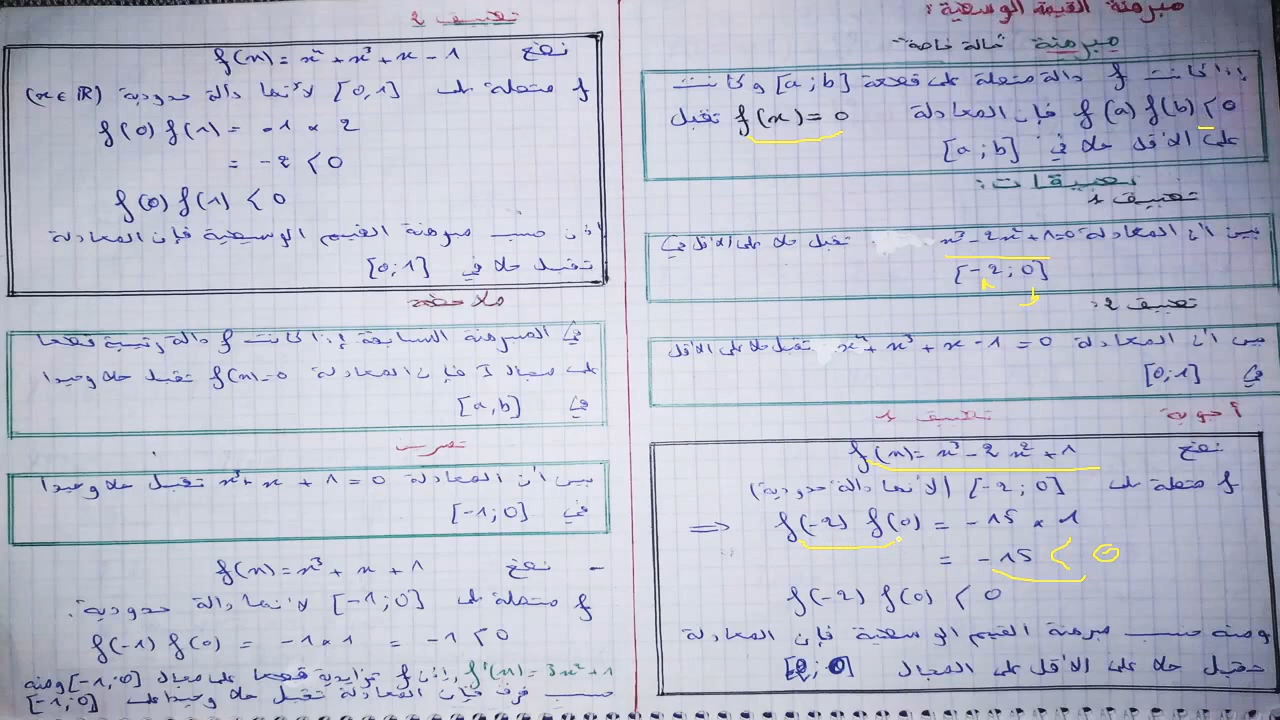 مبرهنة القيمة الوسطية:
مبرهنة حالة خاصة
إذا كانت f دالة متصلة على قطعة [a;b] و كانت
f(a) f(b) < 0 فإن المعادلة f(x)=0 تقبل
على الأقل حلا في [a;b]
تطبيقات:
تطبيق 1
بين أن المعادلة x³-2x²+1=0 تقبل حلا على الأقل في
[-2;0]
تطبيق 2:
بين أن المعادلة x²+x³+x-1=0 تقبل حلا على الأقل
في [0;1]
أجوبة تطبيق 1
نضع f(x)=x³-2x²+1
f متصلة على [-2;0] (لأنها دالة حدودية)
⟹ f(-2) f(0) = -15 × 1
= -15 < 0
f(-2) f(0) < 0
ومنه حسب مبرهنة القيم الوسطية فإن المعادلة
تقبل حلا على الأقل على المجال
تطبيق 2
نضع f(x)=x²+x³+x-1
f متصلة على [0,1] لأنها دالة حدودية (x∈ℝ)
f(0) f(1) = -1 × 2
= -2 < 0
f(0) f(1) < 0
إذن حسب مبرهنة القيم الوسطية فإن المعادلة
تقبل حلا في [0;1]
ملاحظة
في المبرهنة السابقة إذا كانت f دالة رتيبة قطعا
على مجال I فإن المعادلة f(x)=0 تقبل حلا وحيدا
في [a,b]
تمرين
بين أن المعادلة x³+x+1=0 تقبل حلا وحيدا
في [-1;0]
- نضع f(x)=x³+x+1
f متصلة على [-1;0] لأنها دالة حدودية.
f(-1) f(0) = -1×1 = -1 < 0
f'(x)=3x²+1, إذن f تزايدية قطعا على مجال [-1;0] ومنه
حسب فإن المعادلة تقبل حلا وحيدا على [-1;0]